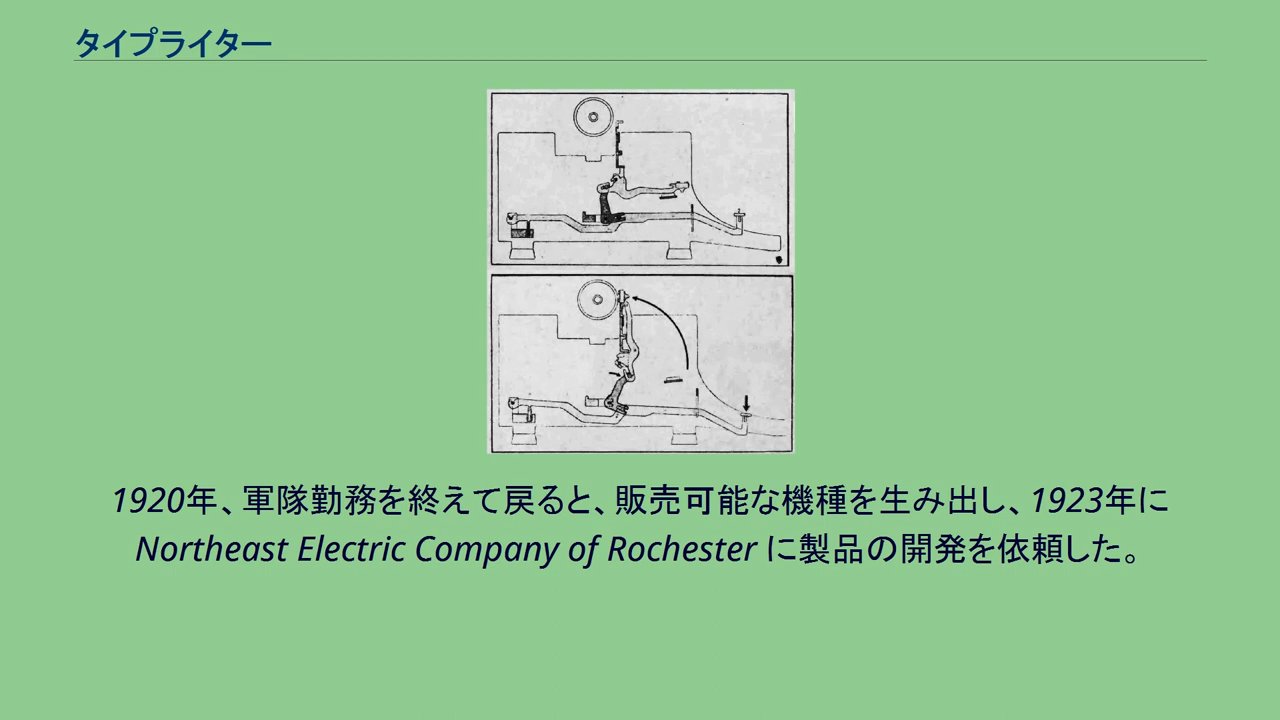 タイプライター
1920年、軍隊勤務を終えて戻ると、販売可能な機種を生み出し、1923年に
Northeast Electric Company of Rochester に製品の開発を依頼した。